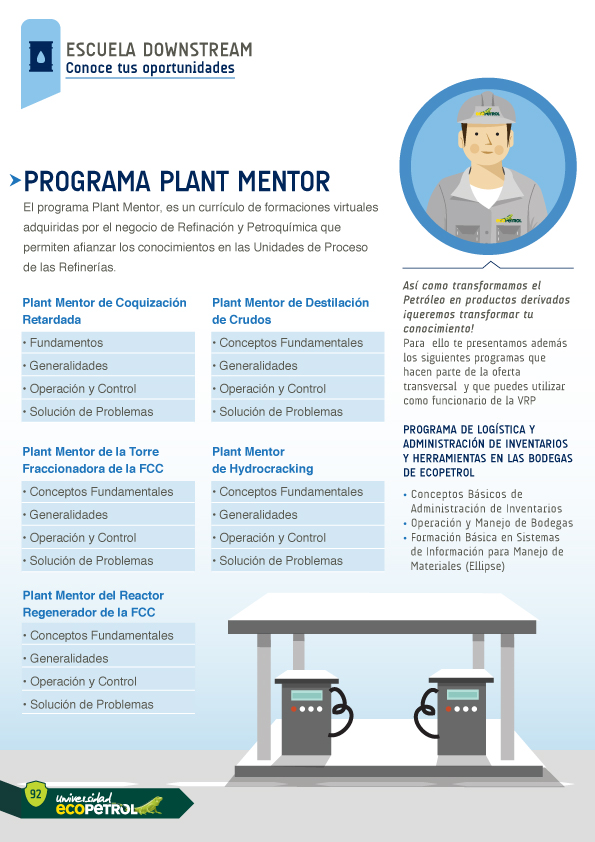 ESCUELA DOWNSTREAM
Conoce tus oportunidades
PROGRAMA PLANT MENTOR
El programa Plant Mentor, es un currículo de formaciones virtuales
adquiridas por el negocio de Refinación y Petroquímica que
permiten afianzar los conocimientos en las Unidades de Proceso
de las Refinerías.
Plant Mentor de Coquización
Retardada
• Fundamentos
• Generalidades
• Operación y Control
• Solución de Problemas
Plant Mentor de Destilación
de Crudos
• Conceptos Fundamentales
• Generalidades
• Operación y Control
• Solución de Problemas
Plant Mentor de la Torre
Fraccionadora de la FCC
• Conceptos Fundamentales
• Generalidades
• Operación y Control
• Solución de Problemas
Plant Mentor
de Hydrocracking
• Conceptos Fundamentales
• Generalidades
• Operación y Control
• Solución de Problemas
Plant Mentor del Reactor
Regenerador de la FCC
• Conceptos Fundamentales
• Generalidades
• Operación y Control
• Solución de Problemas
ECOPETROL
ECOPETROL
Así como transformamos el
Petróleo en productos derivados
¡queremos transformar tu
conocimiento!
Para ello te presentamos además
los siguientes programas que
hacen parte de la oferta
transversal y que puedes utilizar
como funcionario de la VRP
PROGRAMA DE LOGÍSTICA Y
ADMINISTRACIÓN DE INVENTARIOS
Y HERRAMIENTAS EN LAS BODEGAS
DE ECOPETROL
• Conceptos Básicos de
Administración de Inventarios
• Operación y Manejo de Bodegas
• Formación Básica en Sistemas
de Información para Manejo de
Materiales (Ellipse)
92
Universidad
ECOPETROL